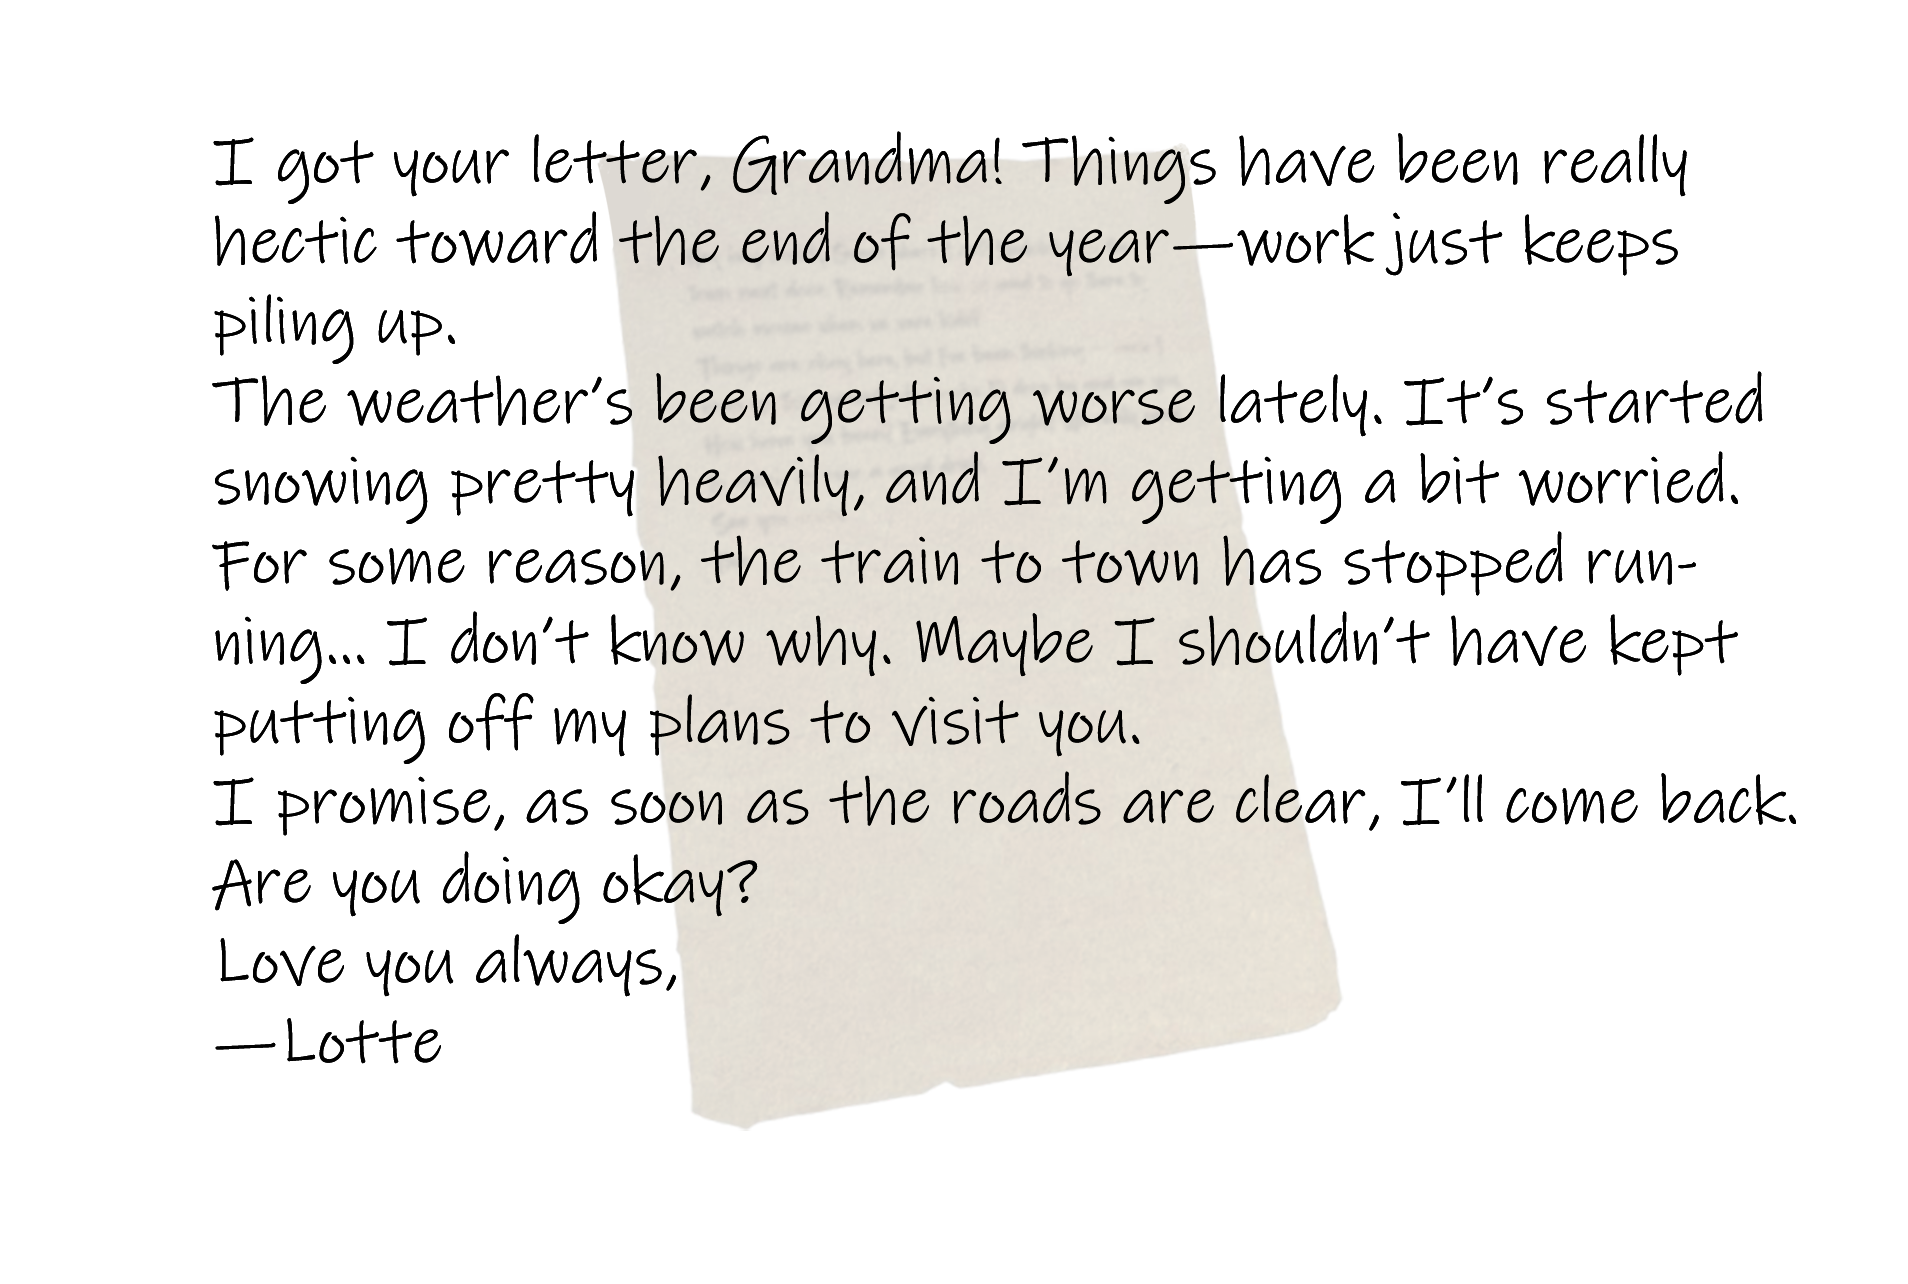 I got your letter, Grandma! Things have been really
hectic toward the end of the year—work just keeps
piling up.
The weather's been getting worse lately. It's started
snowing pretty heavily, and I'm getting a bit worried.
For some reason, the train to town has stopped run-
ning... I don't know why. Maybe I shouldn't have kept
putting off my plans to visit you.
I promise, as soon as the roads are clear, I'll come back.
Are you doing okay?
Love you always,
—Lotte